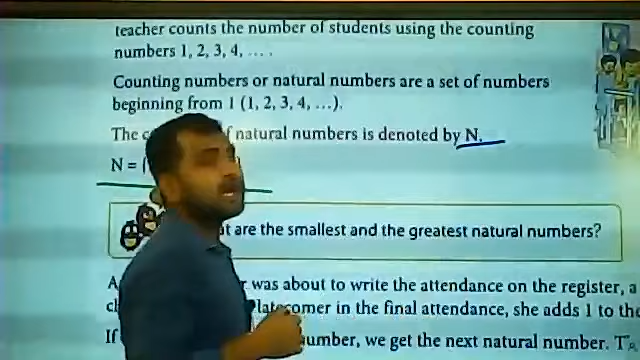 teacher counts the number of students using the counting
numbers 1, 2, 3, 4, ... .
Counting numbers or natural numbers are a set of numbers
beginning from 1 (1, 2, 3, 4, ...).
The of natural numbers is denoted by N.
N =
are the smallest and the greatest natural numbers?
was about to write the attendance on the register, a
latecomer in the final attendance, she adds 1 to the
If number, we get the next natural number.